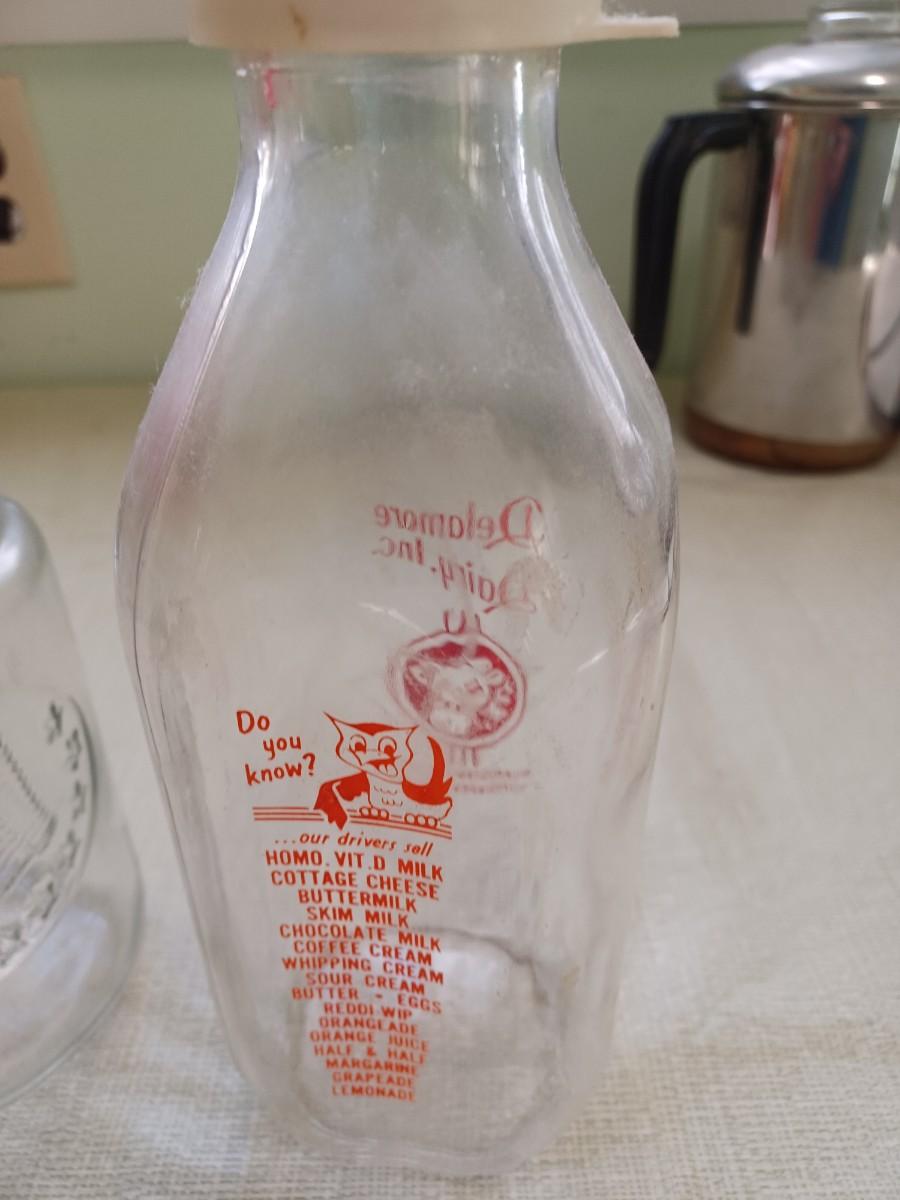 Delamore
Dairy, Inc.
Do
you
know?
...our drivers sell
HOMO. VIT. D MILK
COTTAGE CHEESE
BUTTERMILK
SKIM MILK
CHOCOLATE MILK
COFFEE CREAM
WHIPPING CREAM
SOUR CREAM
BUTTER - EGGS
REDDI-WIP
ORANGEADE
ORANGE JUICE
HALF & HALF
MARGARINE
GRAPEADE
LEMONADE